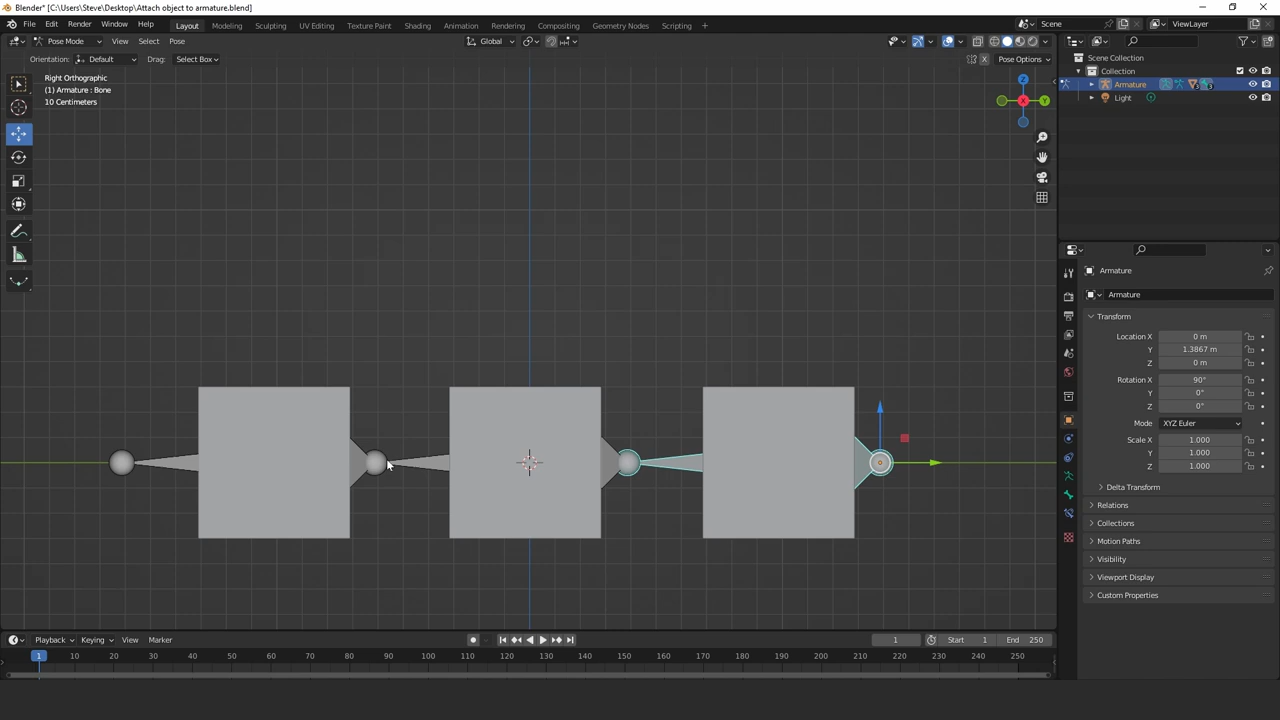 Blender* [C:\Users\Steve\Desktop\Attach object to armature.blend]
File Edit Render Window Help Layout Modeling Sculpting UV Editing Texture Paint Shading Animation Rendering Compositing Geometry Nodes Scripting + Scene ViewLayer
Pose Mode View Select Pose Global
Orientation: Default Drag: Select Box X Pose Options
Scene Collection
Collection
Armature 3 3
Light
Right Orthographic
(1) Armature : Bone
10 Centimeters
Z
X Y
Armature
Armature
Transform
Location X 0 m
Y 1.3867 m
Z 0 m
Rotation X 90°
Y 0°
Z 0°
Mode XYZ Euler
Scale X 1.000
Y 1.000
Z 1.000
Delta Transform
Relations
Collections
Motion Paths
Visibility
Viewport Display
Custom Properties
Playback Keying View Marker 1 Start 1 End 250
1 10 20 30 40 50 60 70 80 90 100 110 120 130 140 150 160 170 180 190 200 210 220 230 240 250